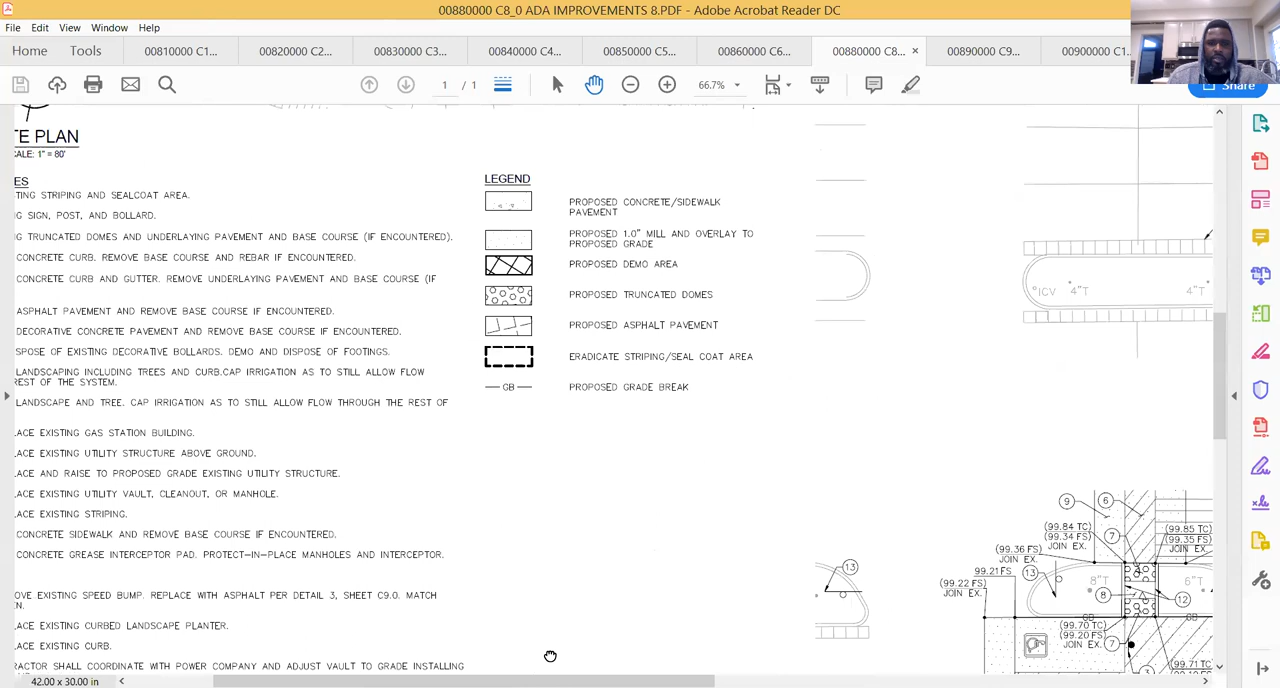 00880000 C8_0 ADA IMPROVEMENTS 8.PDF - Adobe Acrobat Reader DC
File Edit View Window Help
Home Tools 00810000 C1... 00820000 C2... 00830000 C3... 00840000 C4... 00850000 C5... 00860000 C6... 00880000 C8... × 00890000 C9... 00900000 C1...
1 / 1 66.7% Share
TE PLAN
CALE: 1" = 80'
ES
TING STRIPING AND SEALCOAT AREA.
G SIGN, POST, AND BOLLARD.
G TRUNCATED DOMES AND UNDERLAYING PAVEMENT AND BASE COURSE (IF ENCOUNTERED).
CONCRETE CURB. REMOVE BASE COURSE AND REBAR IF ENCOUNTERED.
CONCRETE CURB AND GUTTER. REMOVE UNDERLAYING PAVEMENT AND BASE COURSE (IF
ASPHALT PAVEMENT AND REMOVE BASE COURSE IF ENCOUNTERED.
DECORATIVE CONCRETE PAVEMENT AND REMOVE BASE COURSE IF ENCOUNTERED.
SPOSE OF EXISTING DECORATIVE BOLLARDS. DEMO AND DISPOSE OF FOOTINGS.
LANDSCAPING INCLUDING TREES AND CURB.CAP IRRIGATION AS TO STILL ALLOW FLOW
REST OF THE SYSTEM.
LANDSCAPE AND TREE. CAP IRRIGATION AS TO STILL ALLOW FLOW THROUGH THE REST OF
LACE EXISTING GAS STATION BUILDING.
LACE EXISTING UTILITY STRUCTURE ABOVE GROUND.
LACE AND RAISE TO PROPOSED GRADE EXISTING UTILITY STRUCTURE.
LACE EXISTING UTILITY VAULT, CLEANOUT, OR MANHOLE.
LACE EXISTING STRIPING.
CONCRETE SIDEWALK AND REMOVE BASE COURSE IF ENCOUNTERED.
CONCRETE GREASE INTERCEPTOR PAD. PROTECT-IN-PLACE MANHOLES AND INTERCEPTOR.
OVE EXISTING SPEED BUMP. REPLACE WITH ASPHALT PER DETAIL 3, SHEET C9.0. MATCH
EN.
LACE EXISTING CURBED LANDSCAPE PLANTER.
LACE EXISTING CURB.
RACTOR SHALL COORDINATE WITH POWER COMPANY AND ADJUST VAULT TO GRADE INSTALLING
LEGEND
PROPOSED CONCRETE/SIDEWALK
PAVEMENT
PROPOSED 1.0" MILL AND OVERLAY TO
PROPOSED GRADE
PROPOSED DEMO AREA
PROPOSED TRUNCATED DOMES
PROPOSED ASPHALT PAVEMENT
ERADICATE STRIPING/SEAL COAT AREA
GB PROPOSED GRADE BREAK
ICV 4"T 4"T
9 6
(99.84 TC)
(99.34 FS)
JOIN EX.
7
(99.85 TC)
(99.35 FS)
JOIN EX.
(99.36 FS)
JOIN EX.
13
99.21 FS
(99.22 FS)
JOIN EX.
13
8"T 6"T
8 12
GB GB
(99.70 TC)
(99.20 FS)
JOIN EX.
7
(99.71 TC)
42.00 x 30.00 in